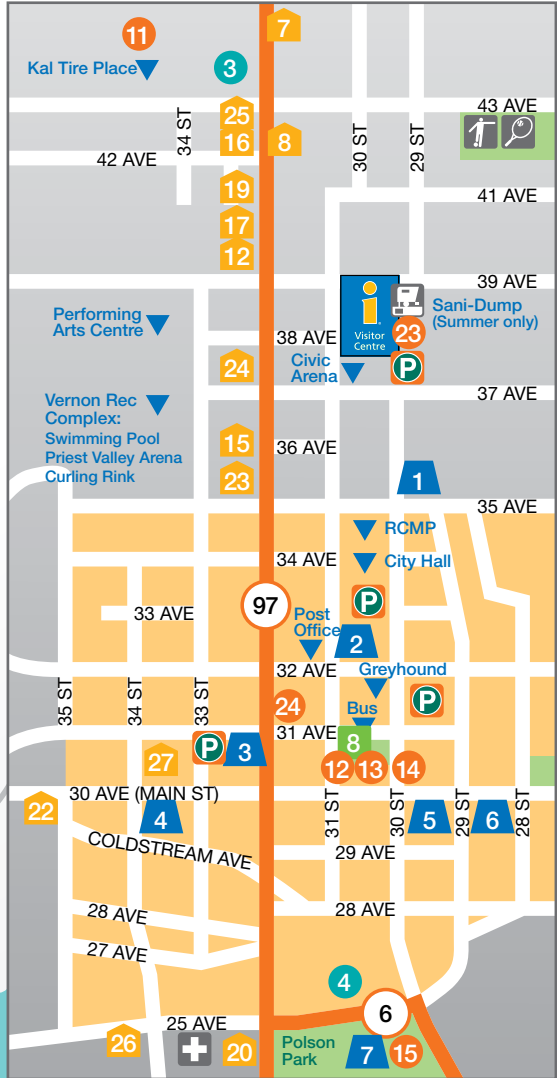 7
11
Kal Tire Place
3
43 AVE
25
16
8
34 ST
30 ST
29 ST
42 AVE
19
41 AVE
17
12
39 AVE
i
Visitor
Centre
Sani-Dump
(Summer only)
23
Performing
Arts Centre
38 AVE
Civic
Arena
P
24
37 AVE
Vernon Rec
Complex:
Swimming Pool
Priest Valley Arena
Curling Rink
15
36 AVE
23
1
35 AVE
RCMP
34 AVE
City Hall
97
P
33 AVE
Post
Office
2
32 AVE
Greyhound
35 ST
34 ST
33 ST
24
P
Bus
31 AVE
8
P
3
27
12
13
14
30 AVE (MAIN ST)
22
4
31 ST
30 ST
5
29 ST
6
28 ST
COLDSTREAM AVE
29 AVE
28 AVE
28 AVE
27 AVE
4
6
25 AVE
26
20
Polson
Park
7
15